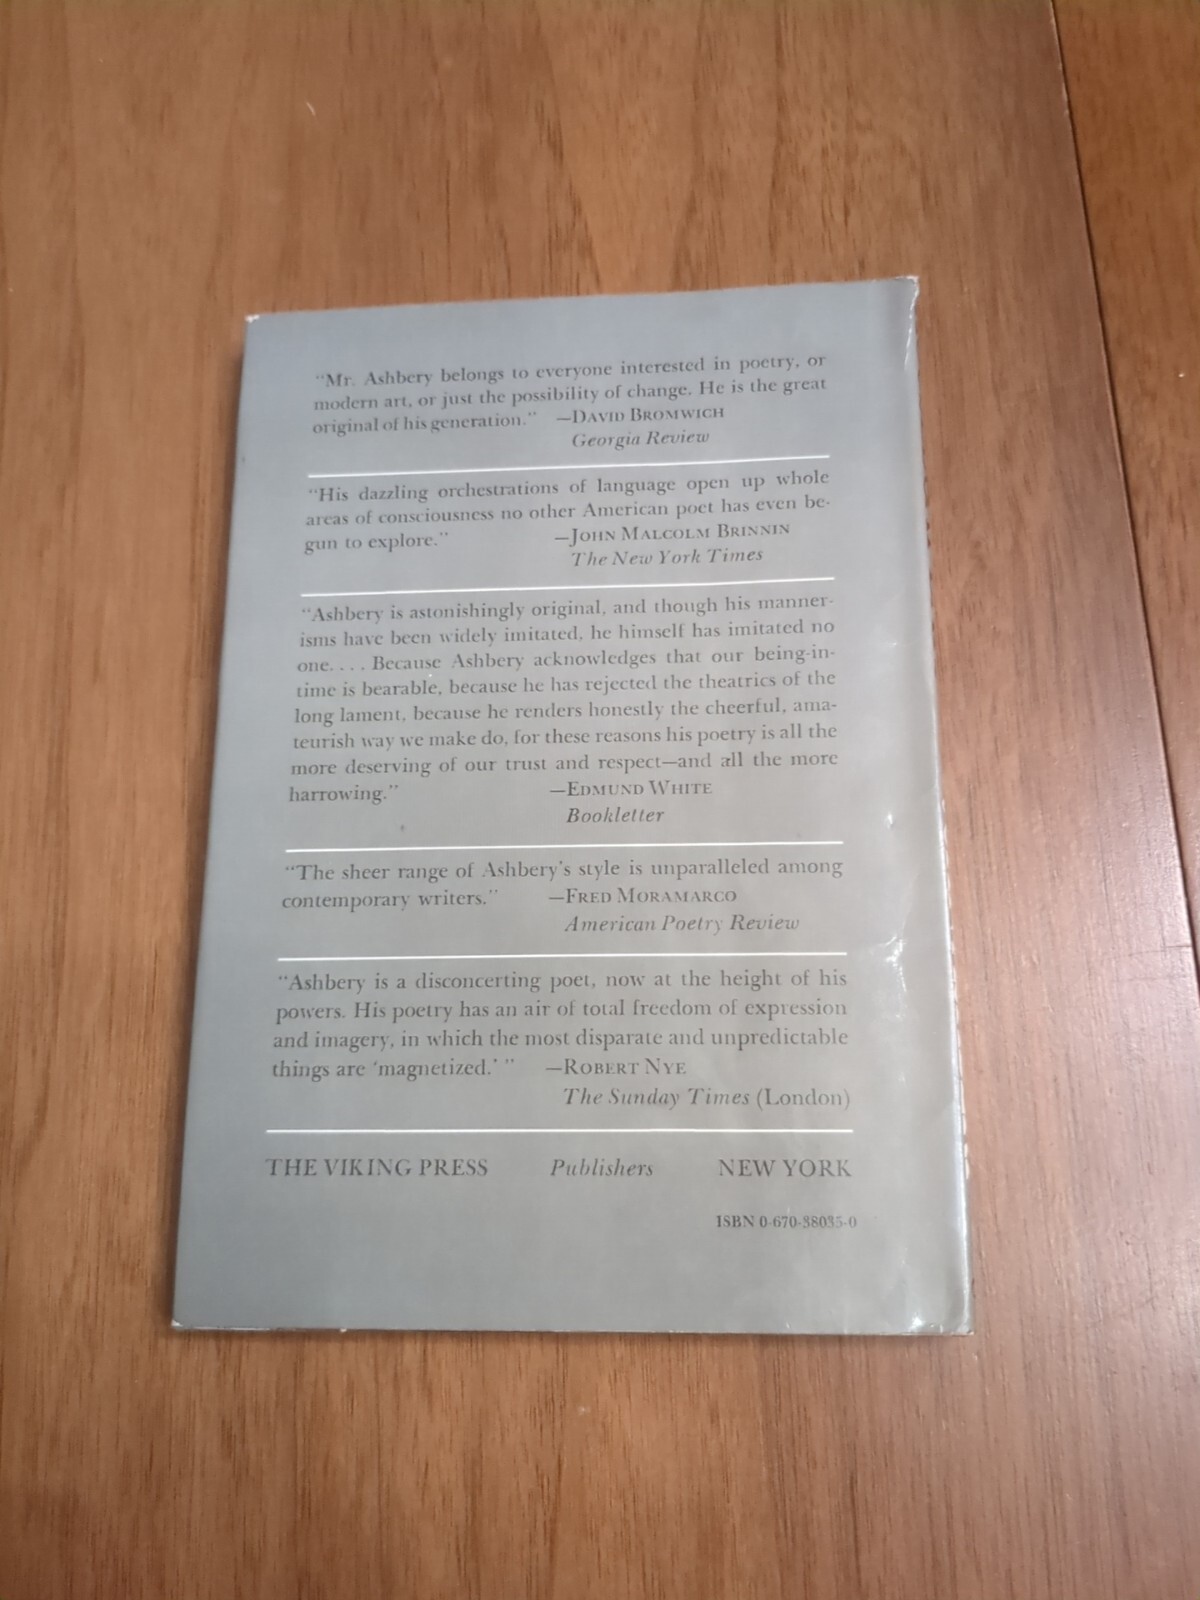 "Mr. Ashbery belongs to everyone interested in poetry, or
modern art, or just the possibility of change. He is the great
original of his generation." —DAVID BROMWICH
Georgia Review
"His dazzling orchestrations of language open up whole
areas of consciousness no other American poet has even be-
gun to explore." —JOHN MALCOLM BRINNIN
The New York Times
"Ashbery is astonishingly original, and though his manner-
isms have been widely imitated, he himself has imitated no
one. . . . Because Ashbery acknowledges that our being-in-
time is bearable, because he has rejected the theatrics of the
long lament, because he renders honestly the cheerful, ama-
teurish way we make do, for these reasons his poetry is all the
more deserving of our trust and respect—and all the more
harrowing." —EDMUND WHITE
Bookletter
"The sheer range of Ashbery's style is unparalleled among
contemporary writers." —FRED MORAMARCO
American Poetry Review
"Ashbery is a disconcerting poet, now at the height of his
powers. His poetry has an air of total freedom of expression
and imagery, in which the most disparate and unpredictable
things are 'magnetized.' " —ROBERT NYE
The Sunday Times (London)
THE VIKING PRESS Publishers NEW YORK
ISBN 0-670-38035-0